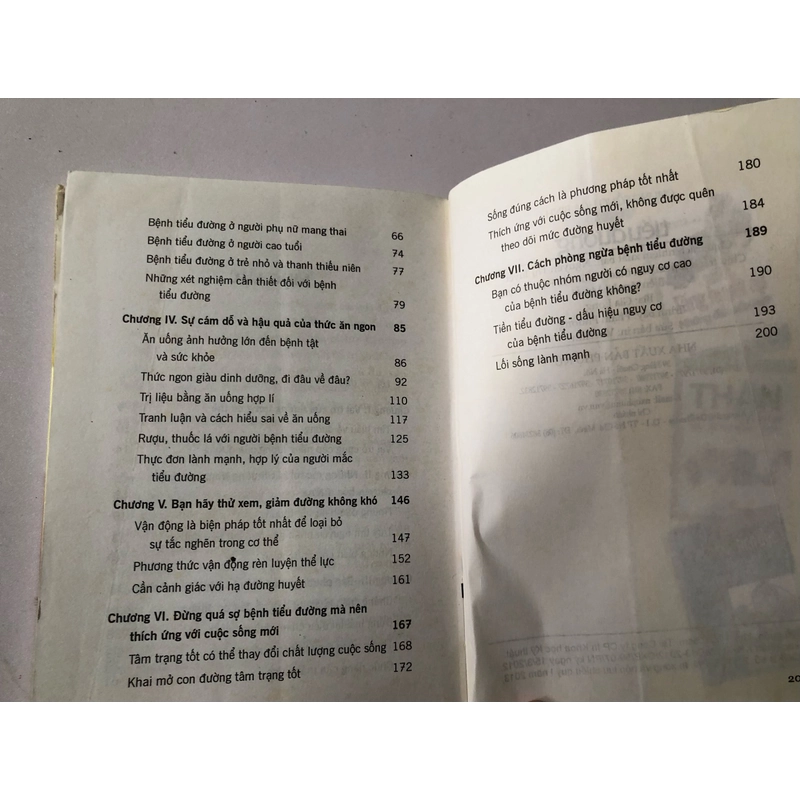 Bệnh tiểu đường ở người phụ nữ mang thai 66
Bệnh tiểu đường ở người cao tuổi 74
Bệnh tiểu đường ở trẻ nhỏ và thanh thiếu niên 77
Những xét nghiệm cần thiết đối với bệnh
tiểu đường 79
Chương IV. Sự cám dỗ và hậu quả của thức ăn ngon 85
Ăn uống ảnh hưởng lớn đến bệnh tật
và sức khỏe 86
Thức ngon giàu dinh dưỡng, đi đâu về đâu? 92
Trị liệu bằng ăn uống hợp lí 110
Tranh luận và cách hiểu sai về ăn uống 117
Rượu, thuốc lá với người bệnh tiểu đường 125
Thực đơn lành mạnh, hợp lý của người mắc
tiểu đường 133
Chương V. Bạn hãy thử xem, giảm đường không khó 146
Vận động là biện pháp tốt nhất để loại bỏ
sự tắc nghẽn trong cơ thể 147
Phương thức vận động rèn luyện thể lực 152
Cần cảnh giác với hạ đường huyết 161
Chương VI. Đừng quá sợ bệnh tiểu đường mà nên
thích ứng với cuộc sống mới 167
Tâm trạng tốt có thể thay đổi chất lượng cuộc sống 168
Khai mở con đường tâm trạng tốt 172
Sống đúng cách là phương pháp tốt nhất 180
Thích ứng với cuộc sống mới, không được quên
theo dõi mức đường huyết 184
Chương VII. Cách phòng ngừa bệnh tiểu đường 189
Bạn có thuộc nhóm người có nguy cơ cao
của bệnh tiểu đường không? 190
Tiền tiểu đường - dấu hiệu nguy cơ
của bệnh tiểu đường 193
Lối sống lành mạnh 200